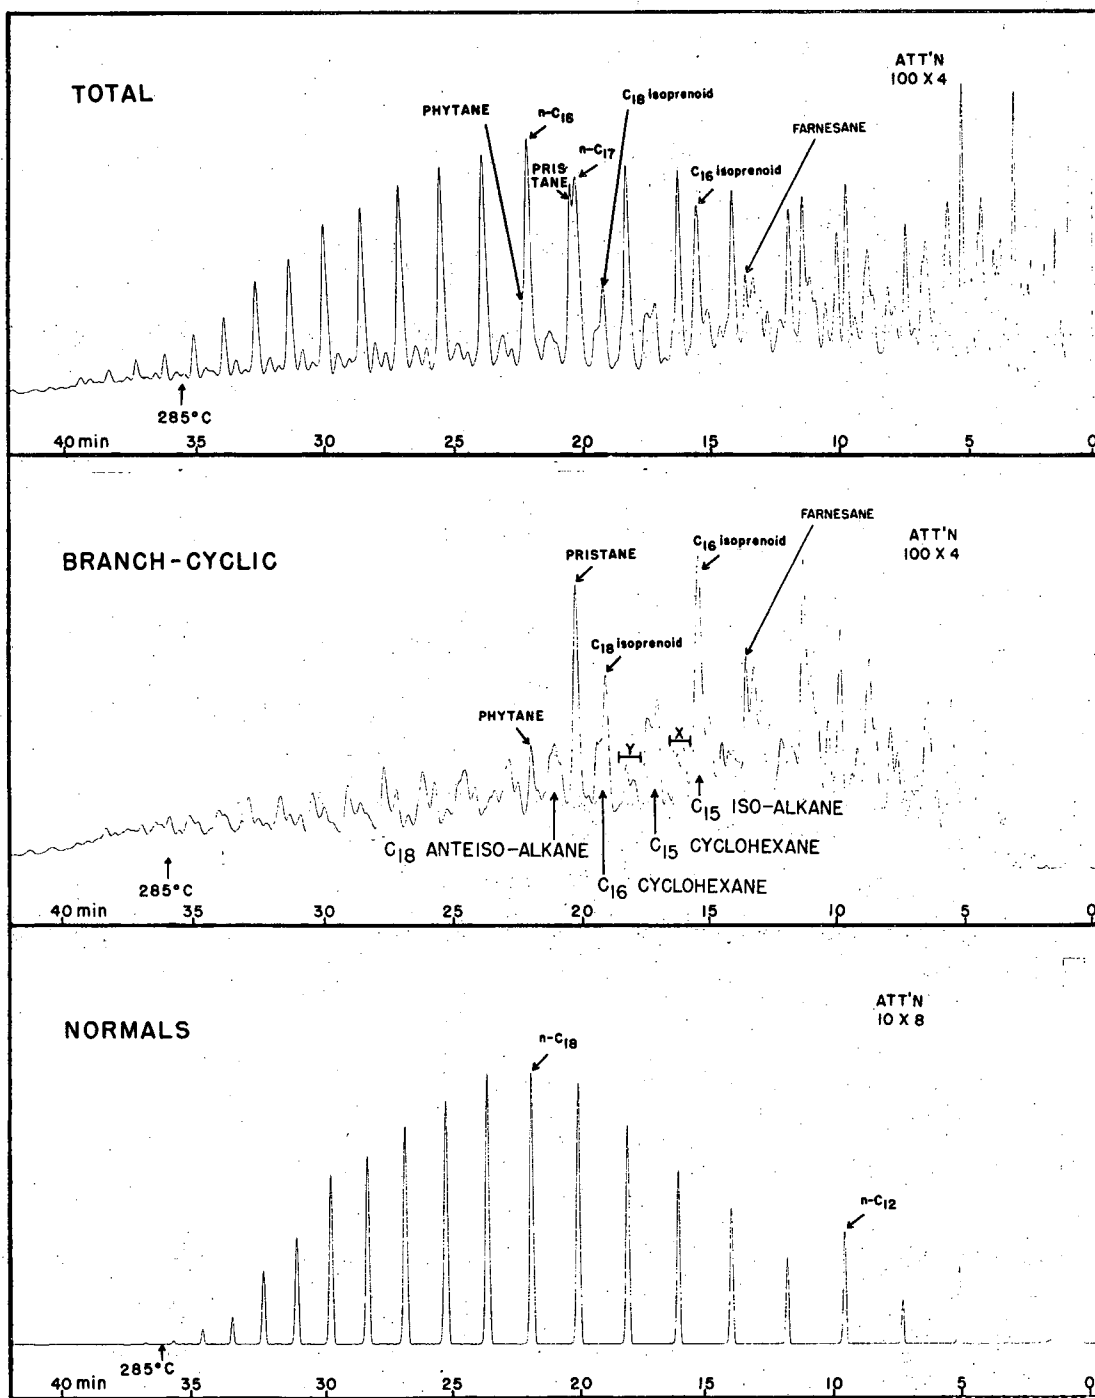 TOTAL
ATT'N
100 X 4
PHYTANE
n-C16
C18 isoprenoid
PRIS
TANE
n-C17
C16 isoprenoid
FARNESANE
285°C
40 min 35 30 25 20 15 10 5 0
BRANCH-CYCLIC
ATT'N
100 X 4
FARNESANE
C16 isoprenoid
PRISTANE
C18 isoprenoid
PHYTANE
Y
X
C15 ISO-ALKANE
C18 ANTEISO-ALKANE
C15 CYCLOHEXANE
C16 CYCLOHEXANE
285°C
40 min 35 30 25 20 15 10 5 0
NORMALS
ATT'N
10 X 8
n-C18
n-C12
285°C
40 min 35 30 25 20 15 10 5 0